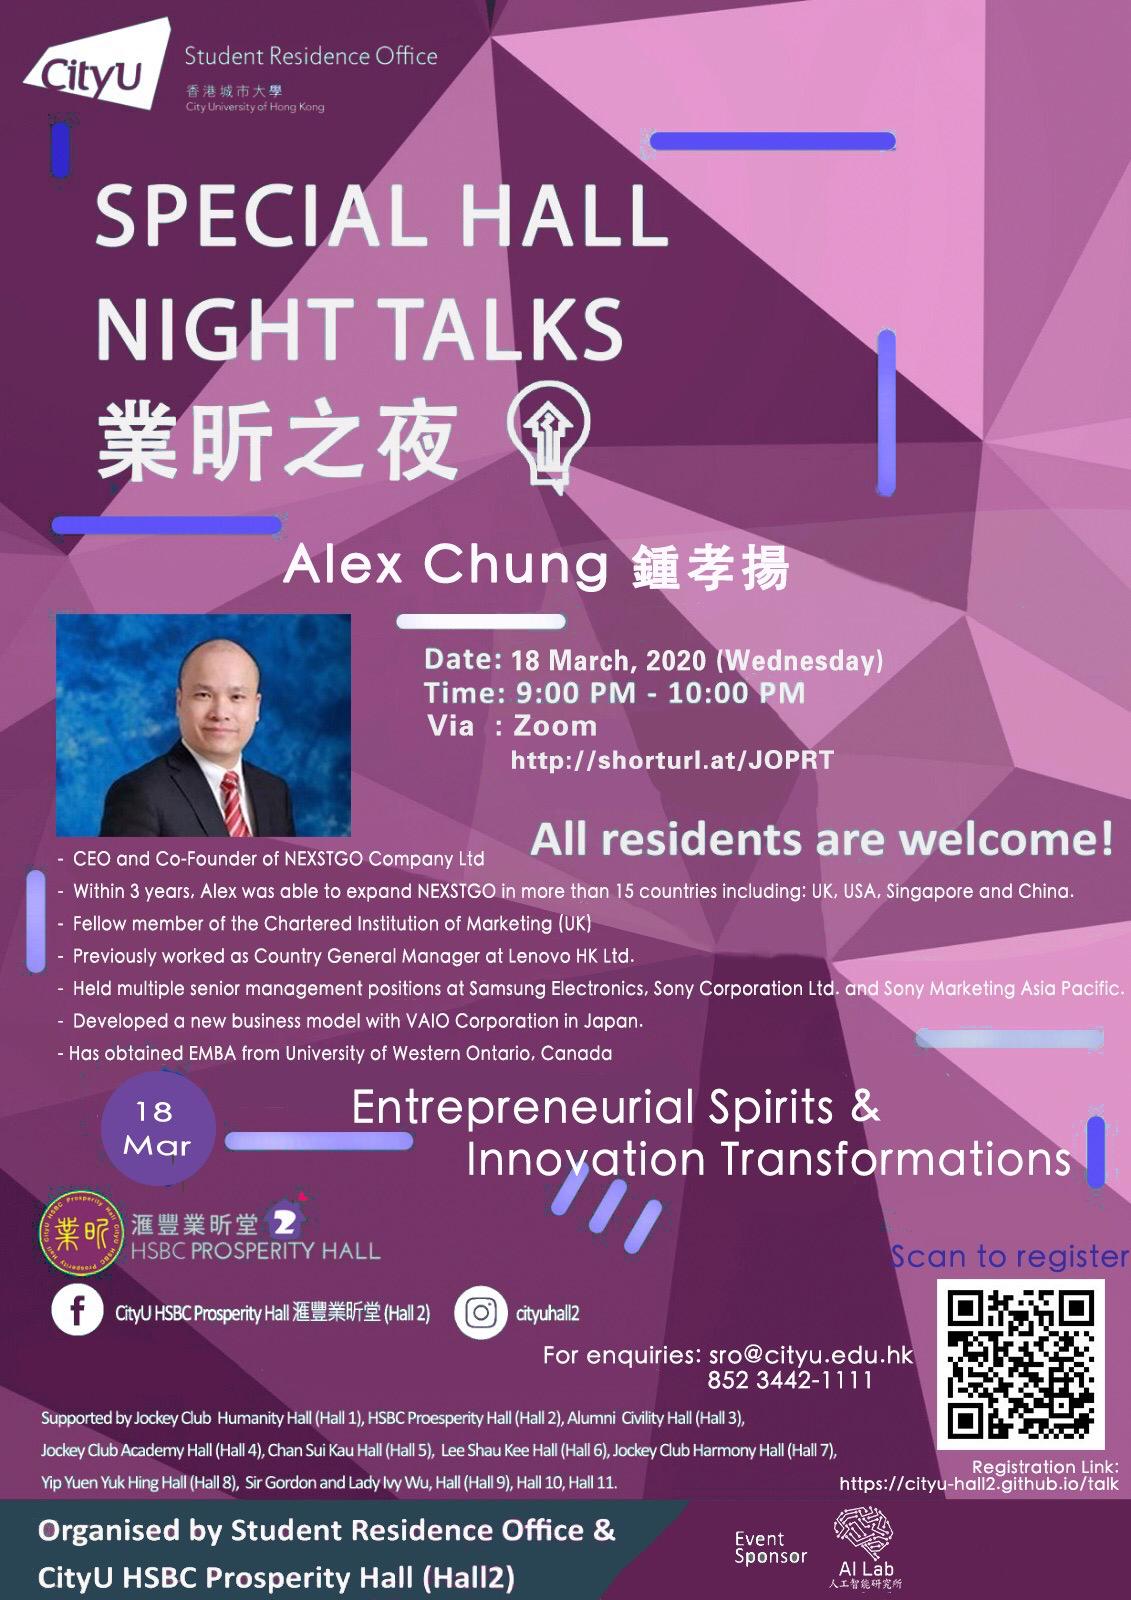 CityU
Student Residence Office
香港城市大學
City University of Hong Kong
SPECIAL HALL
NIGHT TALKS
業昕之夜
Alex Chung 鍾孝揚
Date: 18 March, 2020 (Wednesday)
Time: 9:00 PM - 10:00 PM
Via : Zoom
http://shorturl.at/JOPRT
All residents are welcome!
- CEO and Co-Founder of NEXSTGO Company Ltd
- Within 3 years, Alex was able to expand NEXSTGO in more than 15 countries including: UK, USA, Singapore and China.
- Fellow member of the Chartered Institution of Marketing (UK)
- Previously worked as Country General Manager at Lenovo HK Ltd.
- Held multiple senior management positions at Samsung Electronics, Sony Corporation Ltd. and Sony Marketing Asia Pacific.
- Developed a new business model with VAIO Corporation in Japan.
- Has obtained EMBA from University of Western Ontario, Canada
18
Mar
Entrepreneurial Spirits &
Innovation Transformations
CityU HSBC Prosperity Hall CityU HSBC Prosperity Hall
業昕
滙豐業昕堂 2
HSBC PROSPERITY HALL
Scan to register
CityU HSBC Prosperity Hall 滙豐業昕堂 (Hall 2)
cityuhall2
For enquiries: sro@cityu.edu.hk
852 3442-1111
Supported by Jockey Club Humanity Hall (Hall 1), HSBC Proesperity Hall (Hall 2), Alumni Civility Hall (Hall 3),
Jockey Club Academy Hall (Hall 4), Chan Sui Kau Hall (Hall 5), Lee Shau Kee Hall (Hall 6), Jockey Club Harmony Hall (Hall 7),
Yip Yuen Yuk Hing Hall (Hall 8), Sir Gordon and Lady Ivy Wu, Hall (Hall 9), Hall 10, Hall 11.
Registration Link:
https://cityu-hall2.github.io/talk
Organised by Student Residence Office &
CityU HSBC Prosperity Hall (Hall2)
Event
Sponsor
AI Lab
人工智能研究所